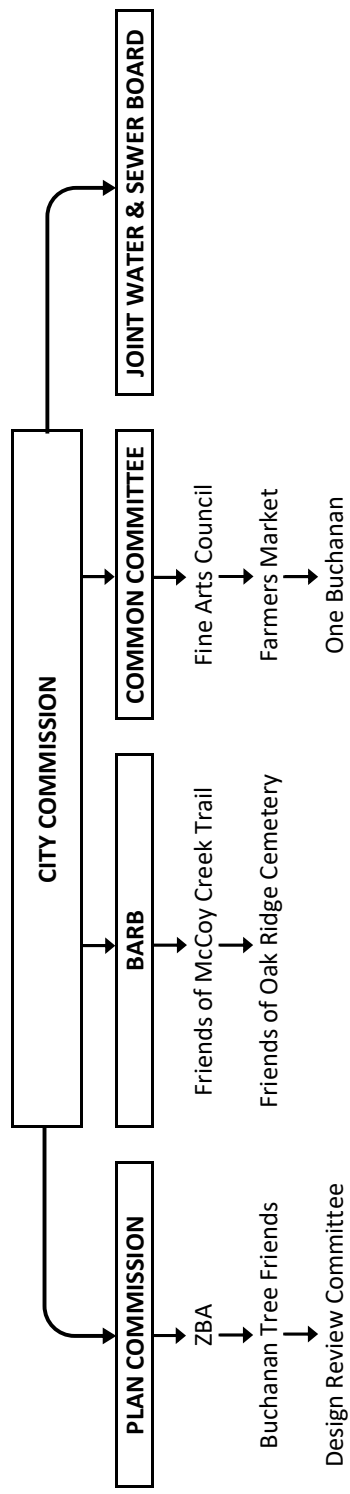 CITY COMMISSION
PLAN COMMISSION
ZBA
Buchanan Tree Friends
Design Review Committee
BARB
Friends of McCoy Creek Trail
Friends of Oak Ridge Cemetery
COMMON COMMITTEE
Fine Arts Council
Farmers Market
One Buchanan
JOINT WATER & SEWER BOARD